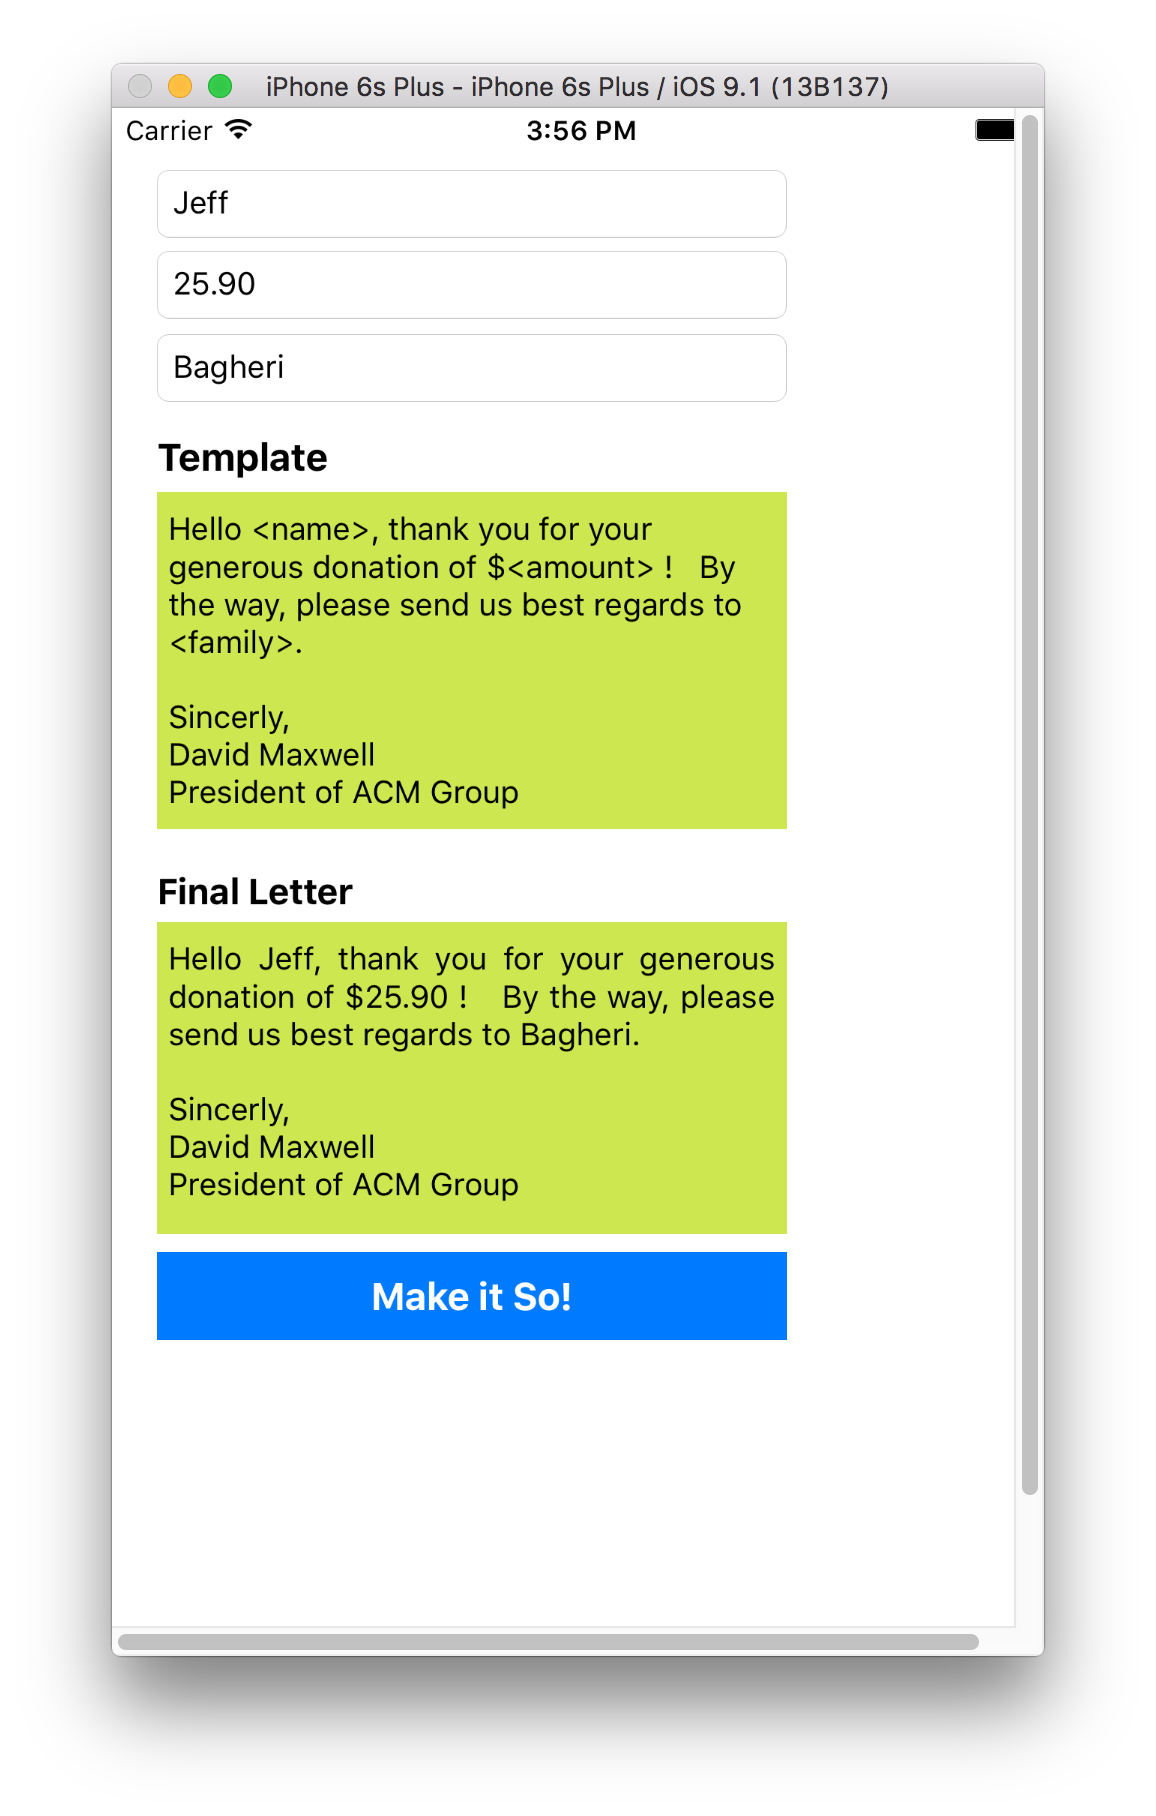 iPhone 6s Plus - iPhone 6s Plus / iOS 9.1 (13B137)
Carrier 3:56 PM
Jeff
25.90
Bagheri
Template
Hello <name>, thank you for your
generous donation of $<amount> !   By
the way, please send us best regards to
<family>.
Sincerely,
David Maxwell
President of ACM Group
Final Letter
Hello Jeff, thank you for your generous
donation of $25.90 !   By the way, please
send us best regards to Bagheri.
Sincerly,
David Maxwell
President of ACM Group
Make it So!